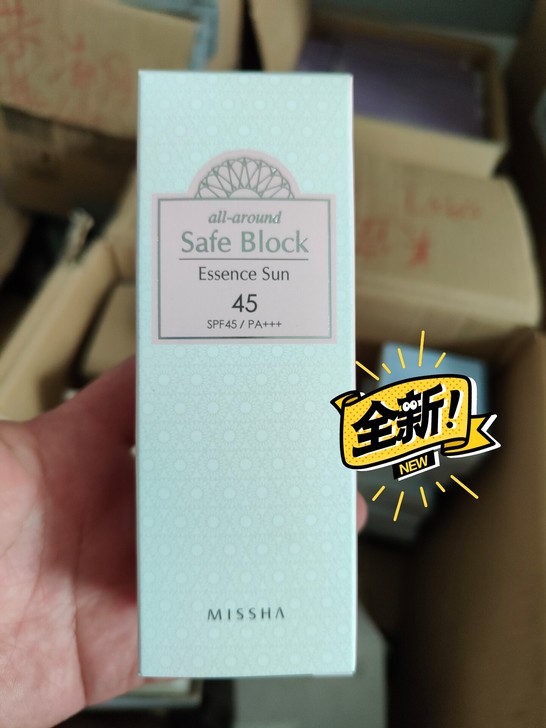 all-around
Safe Block
Essence Sun
45
SPF45 / PA+++
全新!
NEW
MISSHA